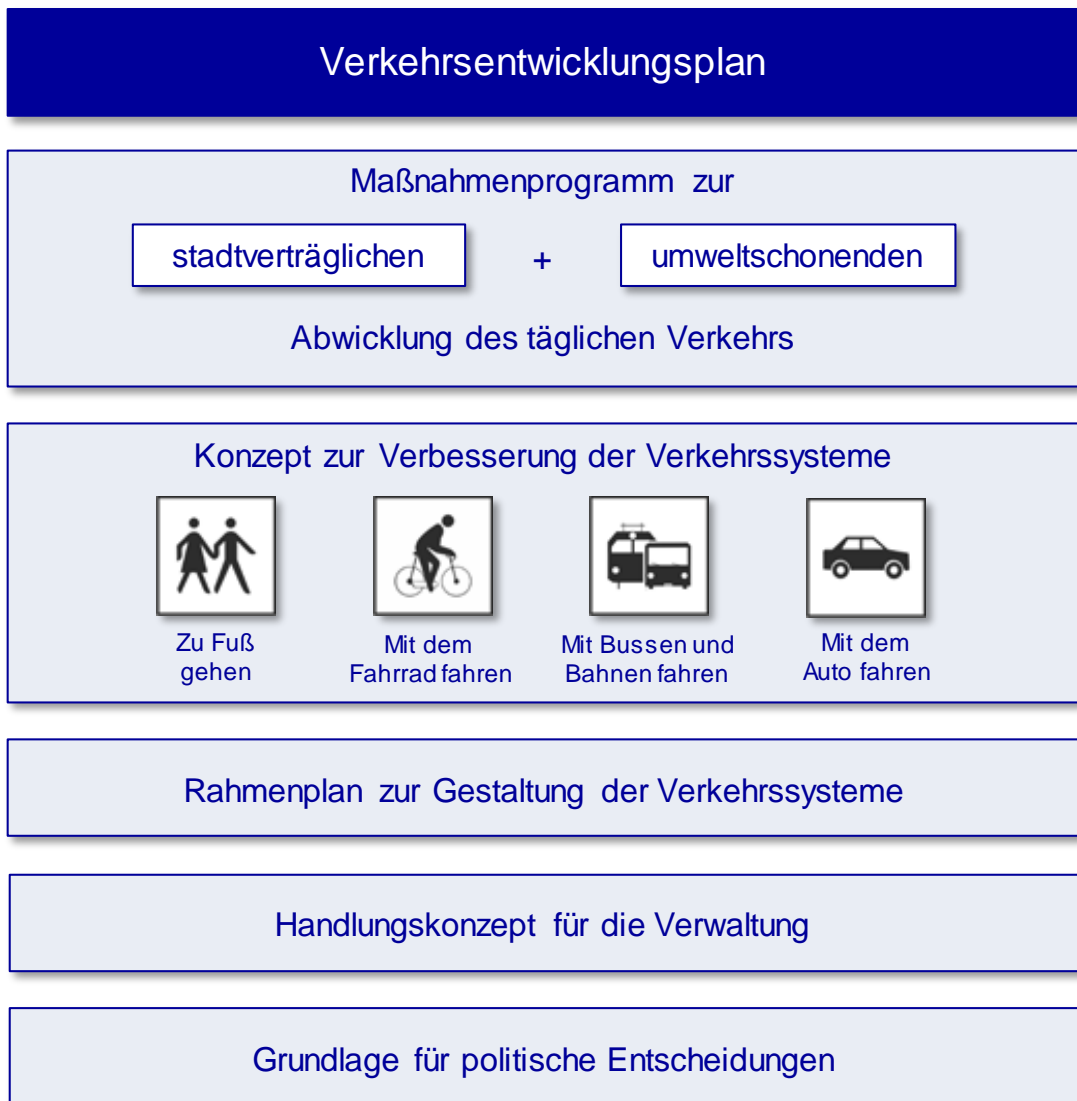 Verkehrsentwicklungsplan
Maßnahmenprogramm zur
stadtverträglichen + umweltschonenden
Abwicklung des täglichen Verkehrs
Konzept zur Verbesserung der Verkehrssysteme
Zu Fuß
gehen
Mit dem
Fahrrad fahren
Mit Bussen und
Bahnen fahren
Mit dem
Auto fahren
Rahmenplan zur Gestaltung der Verkehrssysteme
Handlungskonzept für die Verwaltung
Grundlage für politische Entscheidungen